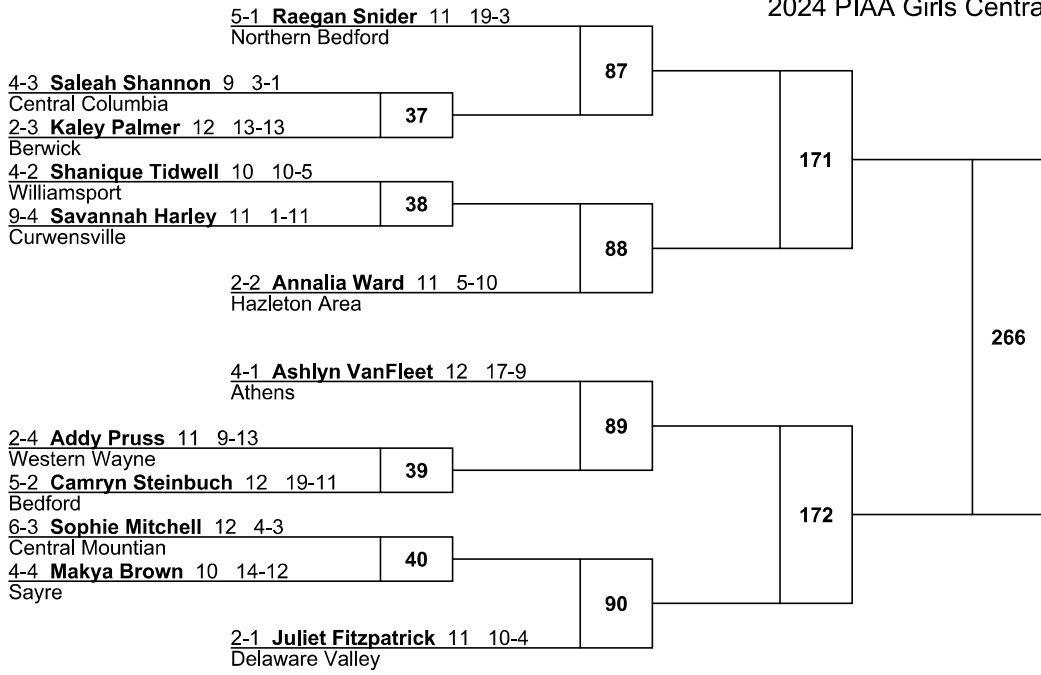 2024 PIAA Girls Centra
5-1 Raegan Snider 11 19-3
Northern Bedford
87
4-3 Saleah Shannon 9 3-1
Central Columbia
37
2-3 Kaley Palmer 12 13-13
Berwick
171
4-2 Shanique Tidwell 10 10-5
Williamsport
38
9-4 Savannah Harley 11 1-11
Curwensville
88
2-2 Annalia Ward 11 5-10
Hazleton Area
266
4-1 Ashlyn VanFleet 12 17-9
Athens
89
2-4 Addy Pruss 11 9-13
Western Wayne
39
5-2 Camryn Steinbuch 12 19-11
Bedford
172
6-3 Sophie Mitchell 12 4-3
Central Mountian
40
4-4 Makya Brown 10 14-12
Sayre
90
2-1 Juliet Fitzpatrick 11 10-4
Delaware Valley